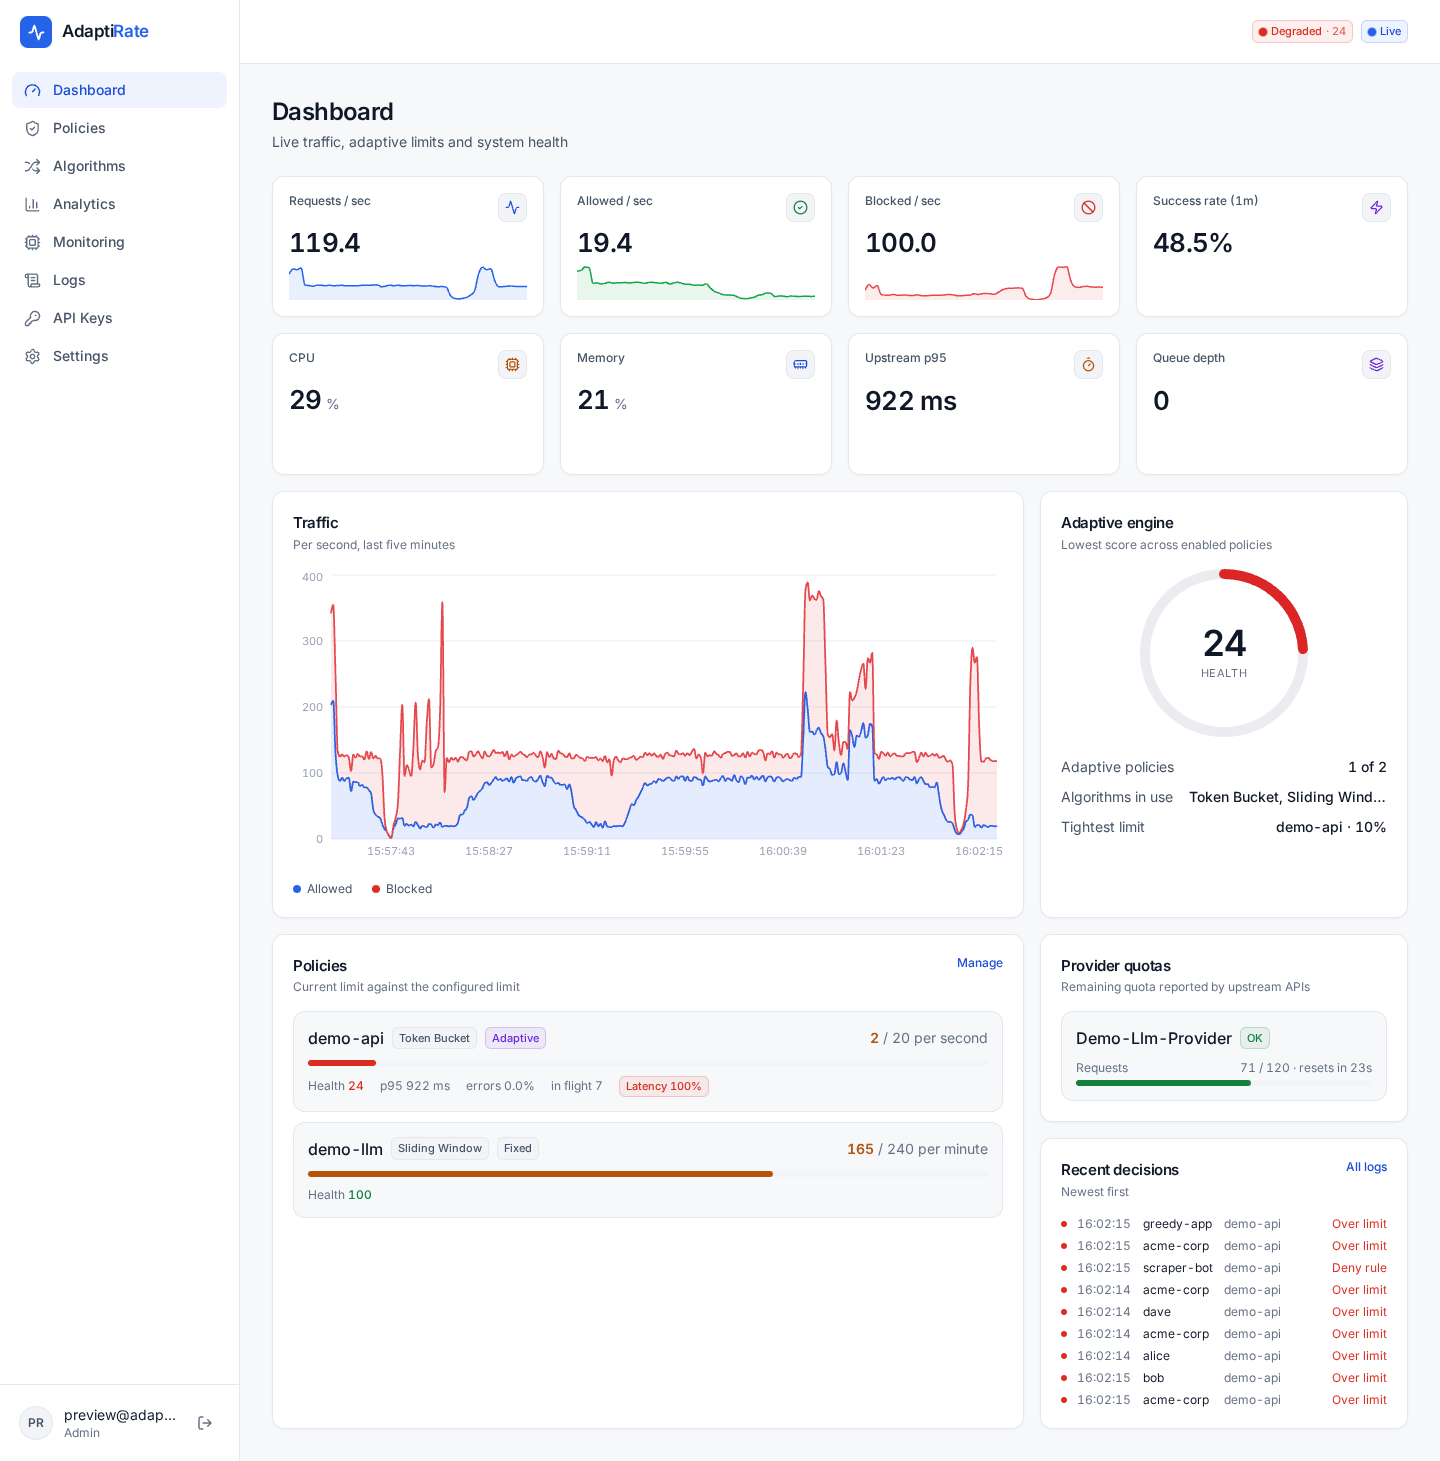 AdaptiRate
Degraded · 24
Live
Dashboard
Policies
Algorithms
Analytics
Monitoring
Logs
API Keys
Settings
Dashboard
Live traffic, adaptive limits and system health
Requests / sec
119.4
Allowed / sec
19.4
Blocked / sec
100.0
Success rate (1m)
48.5%
CPU
29 %
Memory
21 %
Upstream p95
922 ms
Queue depth
0
Traffic
Per second, last five minutes
400
300
200
100
0
15:57:43 15:58:27 15:59:11 15:59:55 16:00:39 16:01:23 16:02:15
Allowed Blocked
Adaptive engine
Lowest score across enabled policies
24
HEALTH
Adaptive policies 1 of 2
Algorithms in use Token Bucket, Sliding Wind...
Tightest limit demo-api · 10%
Policies Manage
Current limit against the configured limit
demo-api Token Bucket Adaptive 2 / 20 per second
Health 24 p95 922 ms errors 0.0% in flight 7 Latency 100%
demo-llm Sliding Window Fixed 165 / 240 per minute
Health 100
Provider quotas
Remaining quota reported by upstream APIs
Demo-Llm-Provider OK
Requests 71 / 120 · resets in 23s
Recent decisions All logs
Newest first
16:02:15 greedy-app demo-api Over limit
16:02:15 acme-corp demo-api Over limit
16:02:15 scraper-bot demo-api Deny rule
16:02:14 acme-corp demo-api Over limit
16:02:14 dave demo-api Over limit
16:02:14 acme-corp demo-api Over limit
16:02:14 alice demo-api Over limit
16:02:15 bob demo-api Over limit
16:02:15 acme-corp demo-api Over limit
PR
preview@adap...
Admin